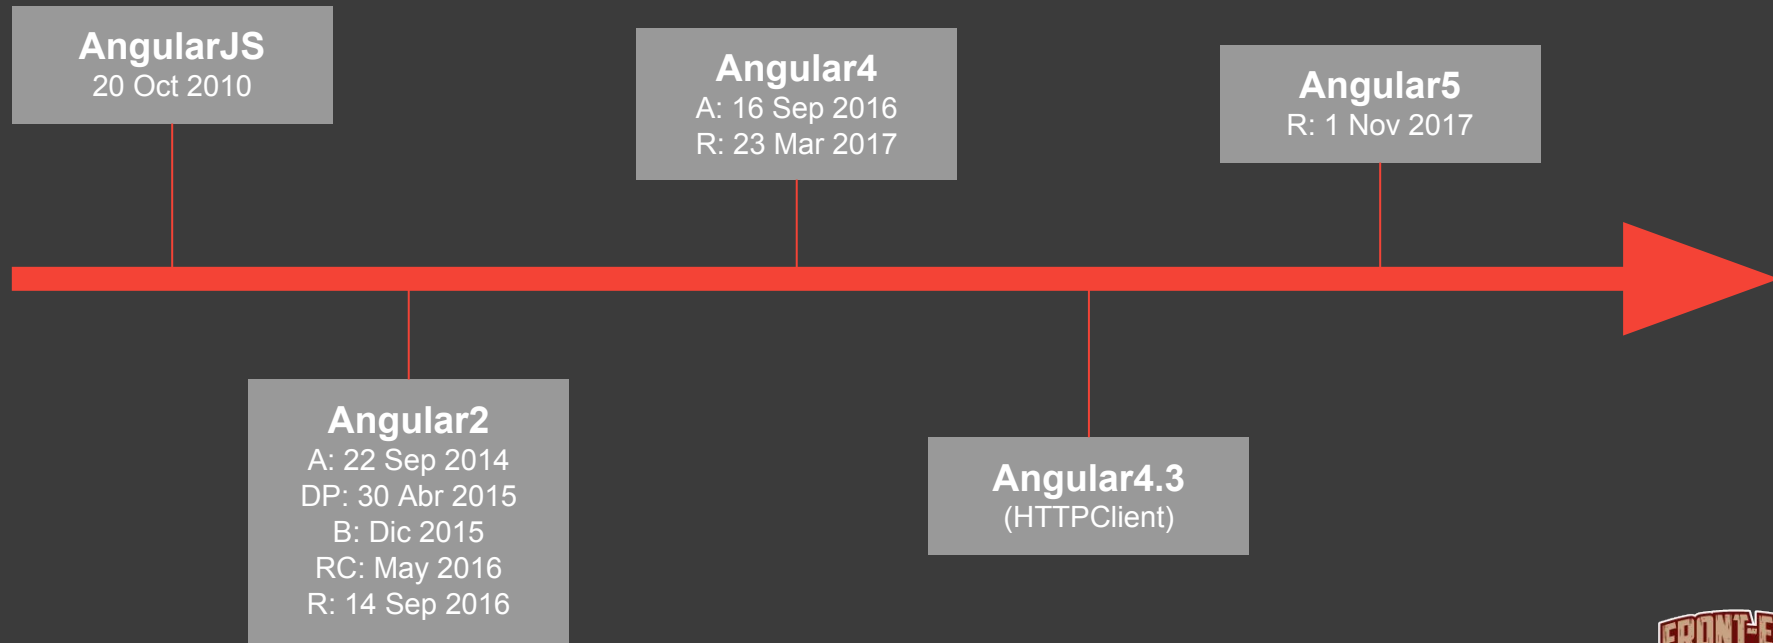 AngularJS
20 Oct 2010
Angular2
A: 22 Sep 2014
DP: 30 Abr 2015
B: Dic 2015
RC: May 2016
R: 14 Sep 2016
Angular4
A: 16 Sep 2016
R: 23 Mar 2017
Angular4.3
(HTTPClient)
Angular5
R: 1 Nov 2017